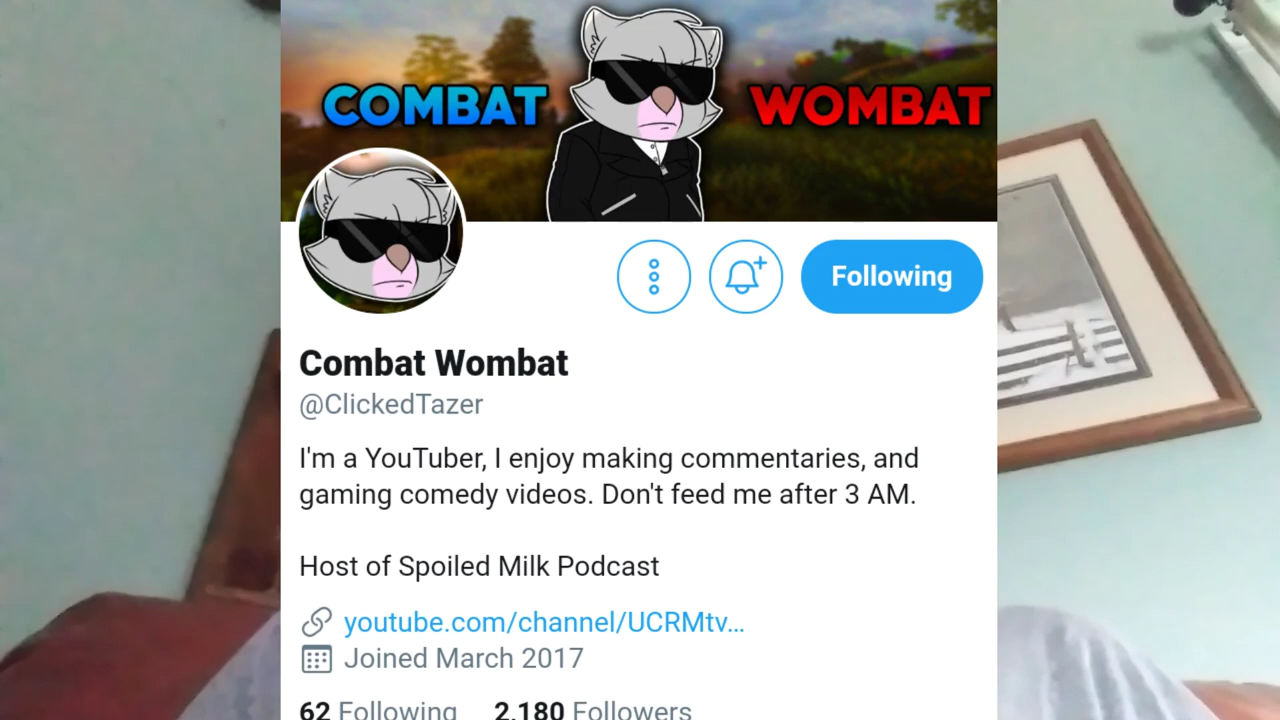 COMBAT WOMBAT
Following
Combat Wombat
@ClickedTazer
I'm a YouTuber, I enjoy making commentaries, and
gaming comedy videos. Don't feed me after 3 AM.
Host of Spoiled Milk Podcast
youtube.com/channel/UCRMtv...
Joined March 2017
62 Following 2,180 Followers